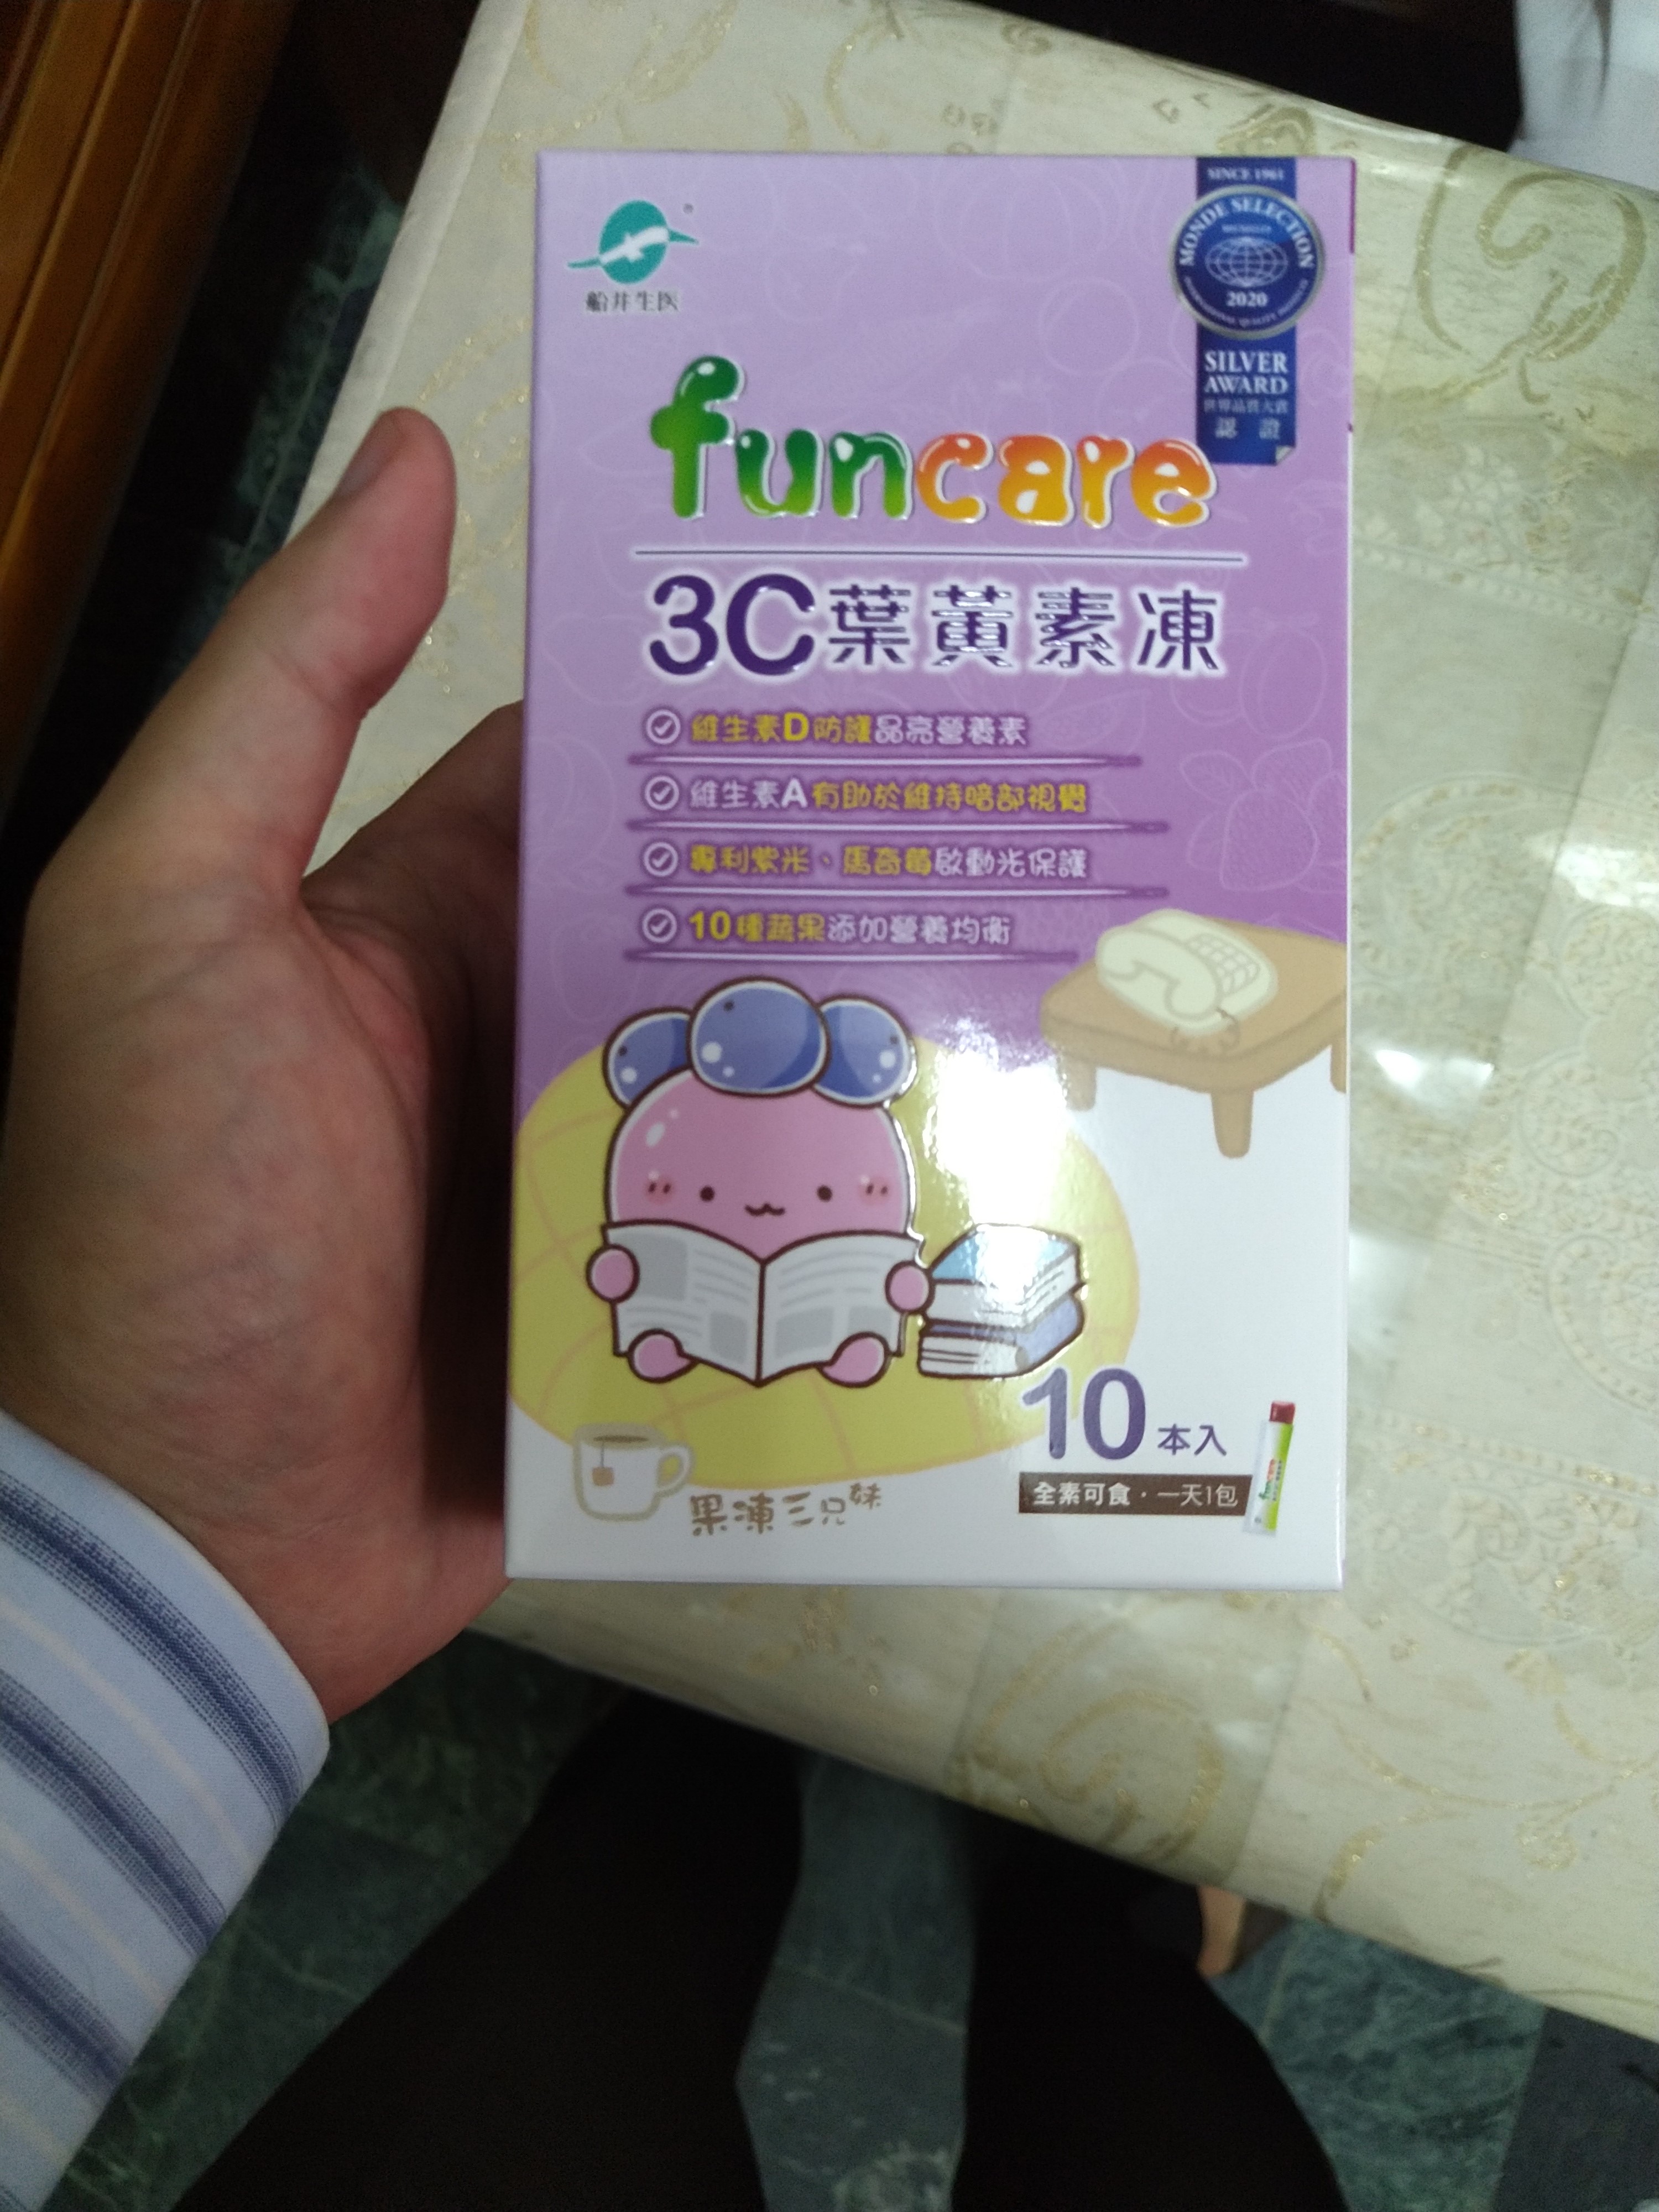 船井生医
SINCE 1961
MONDE SELECTION
2020
SILVER
AWARD
世界品質大賞
認證
funcare
3C葉黃素凍
維生素D防護晶亮營養素
維生素A有助於維持暗部視覺
專利紫米、馬奇莓啟動光保護
10種蔬果添加營養均衡
10本入
全素可食・一天1包
果凍三兄妹